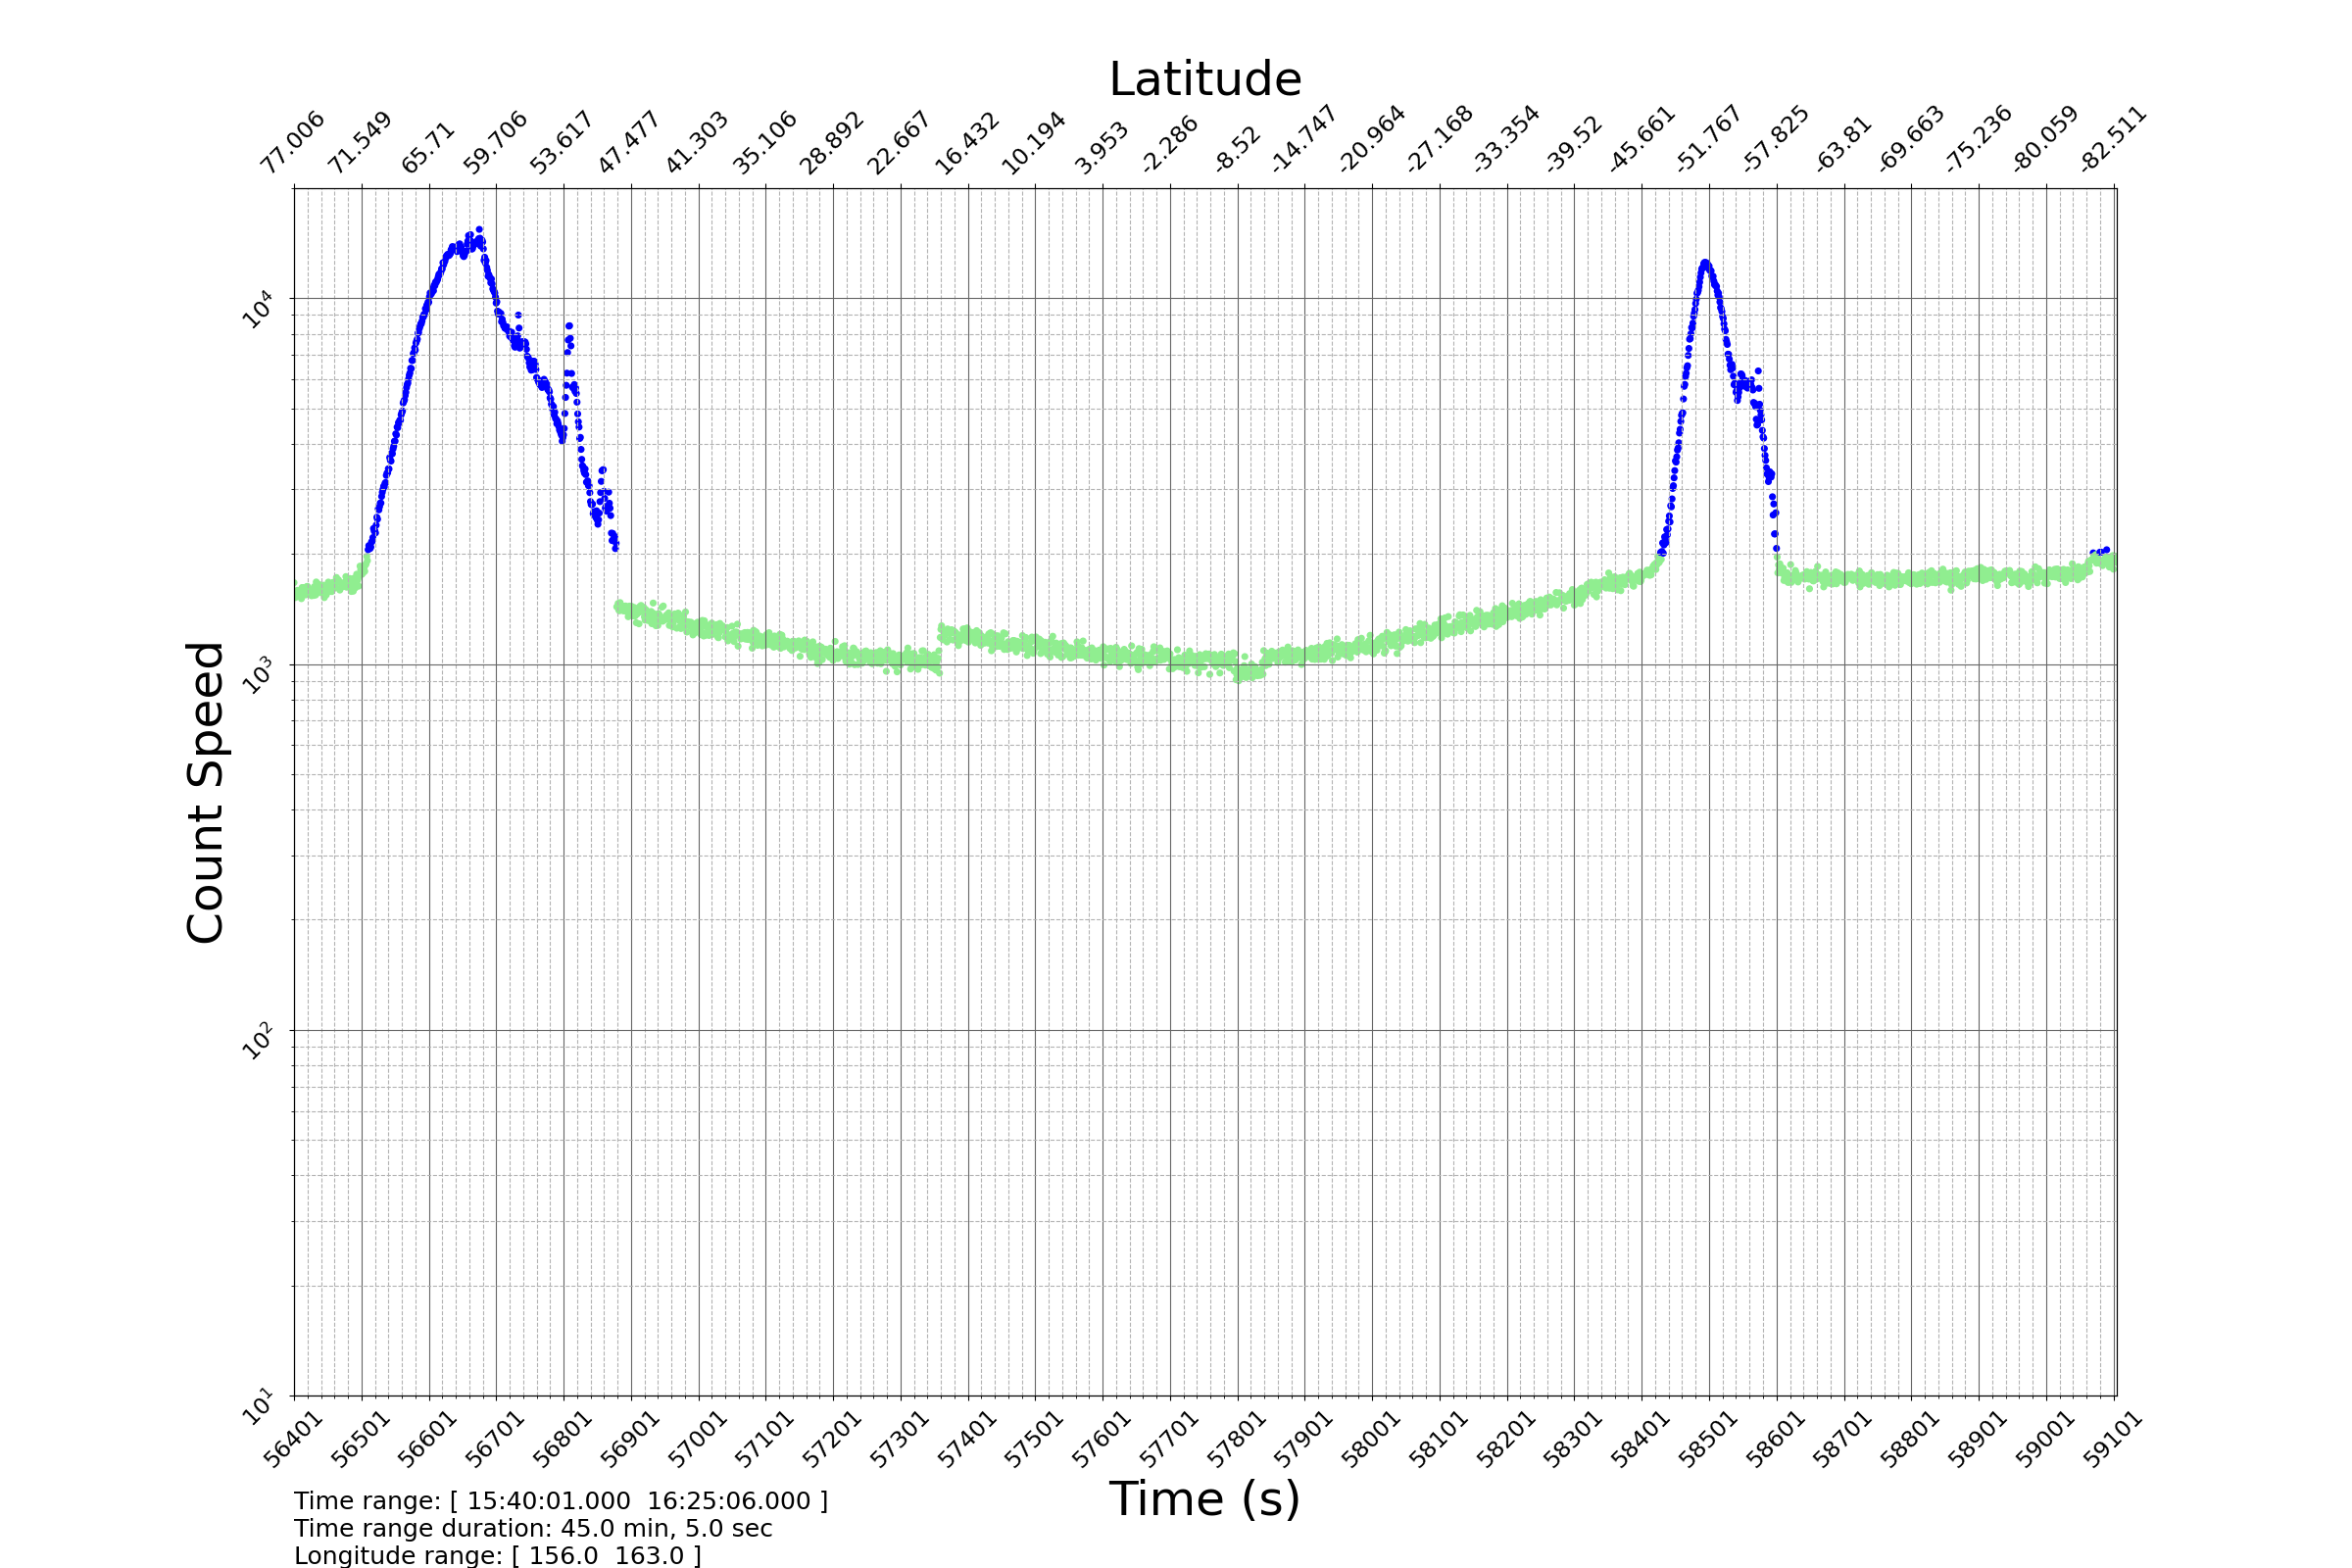 Latitude
77.006 71.549 65.71 59.706 53.617 47.477 41.303 35.106 28.892 22.667 16.432 10.194 3.953 -2.286 -8.52 -14.747 -20.964 -27.168 -33.354 -39.52 -45.661 -51.767 -57.825 -63.81 -69.663 -75.236 -80.059 -82.511
10⁴
10³
Count Speed
10²
10¹
56401 56501 56601 56701 56801 56901 57001 57101 57201 57301 57401 57501 57601 57701 57801 57901 58001 58101 58201 58301 58401 58501 58601 58701 58801 58901 59001 59101
Time (s)
Time range: [ 15:40:01.000  16:25:06.000 ]
Time range duration: 45.0 min, 5.0 sec
Longitude range: [ 156.0  163.0 ]